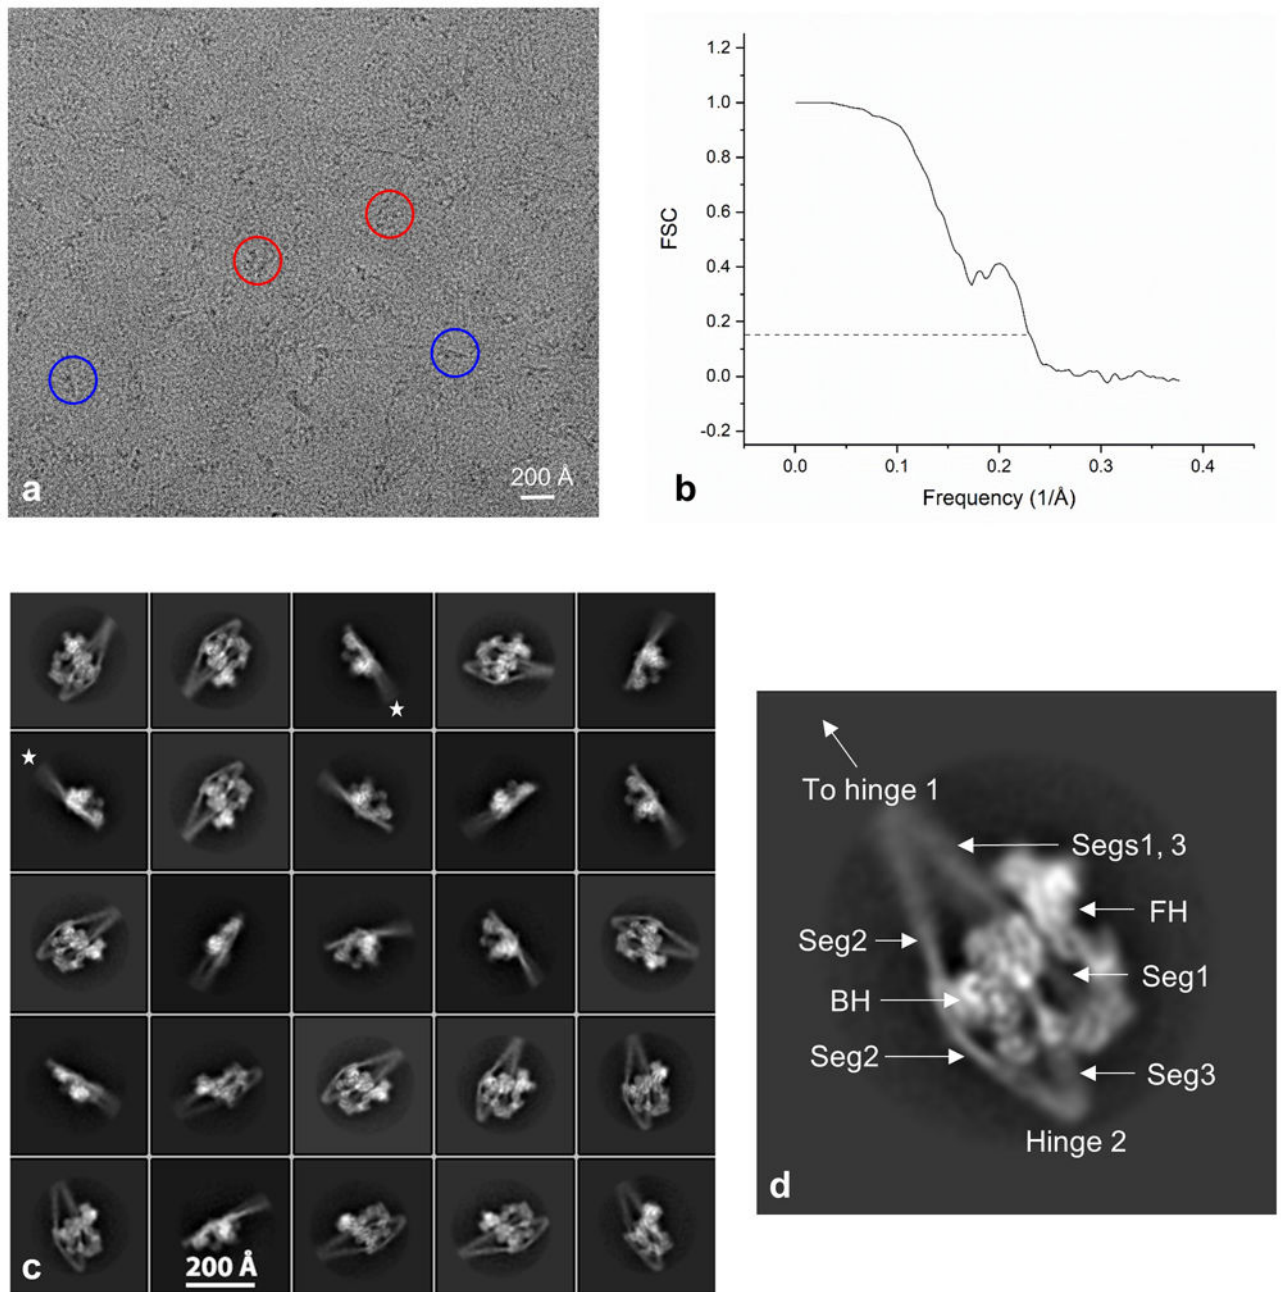 200 Å
a
1.2
1.0
0.8
0.6
0.4
0.2
0.0
-0.2
FSC
0.0 0.1 0.2 0.3 0.4
Frequency (1/Å)
b
200 Å
c
To hinge 1
Segs1, 3
FH
Seg2
Seg1
BH
Seg2
Seg3
Hinge 2
d